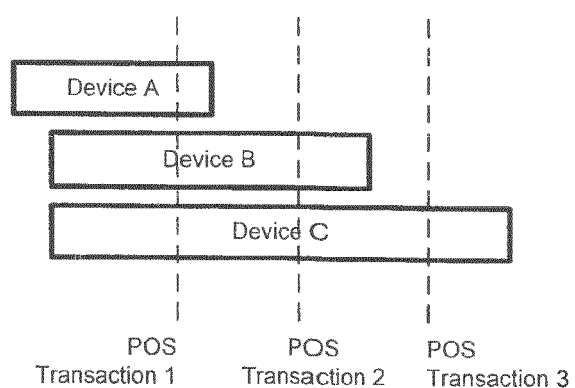 Device A
Device B
Device C
POS
Transaction 1
POS
Transaction 2
POS
Transaction 3